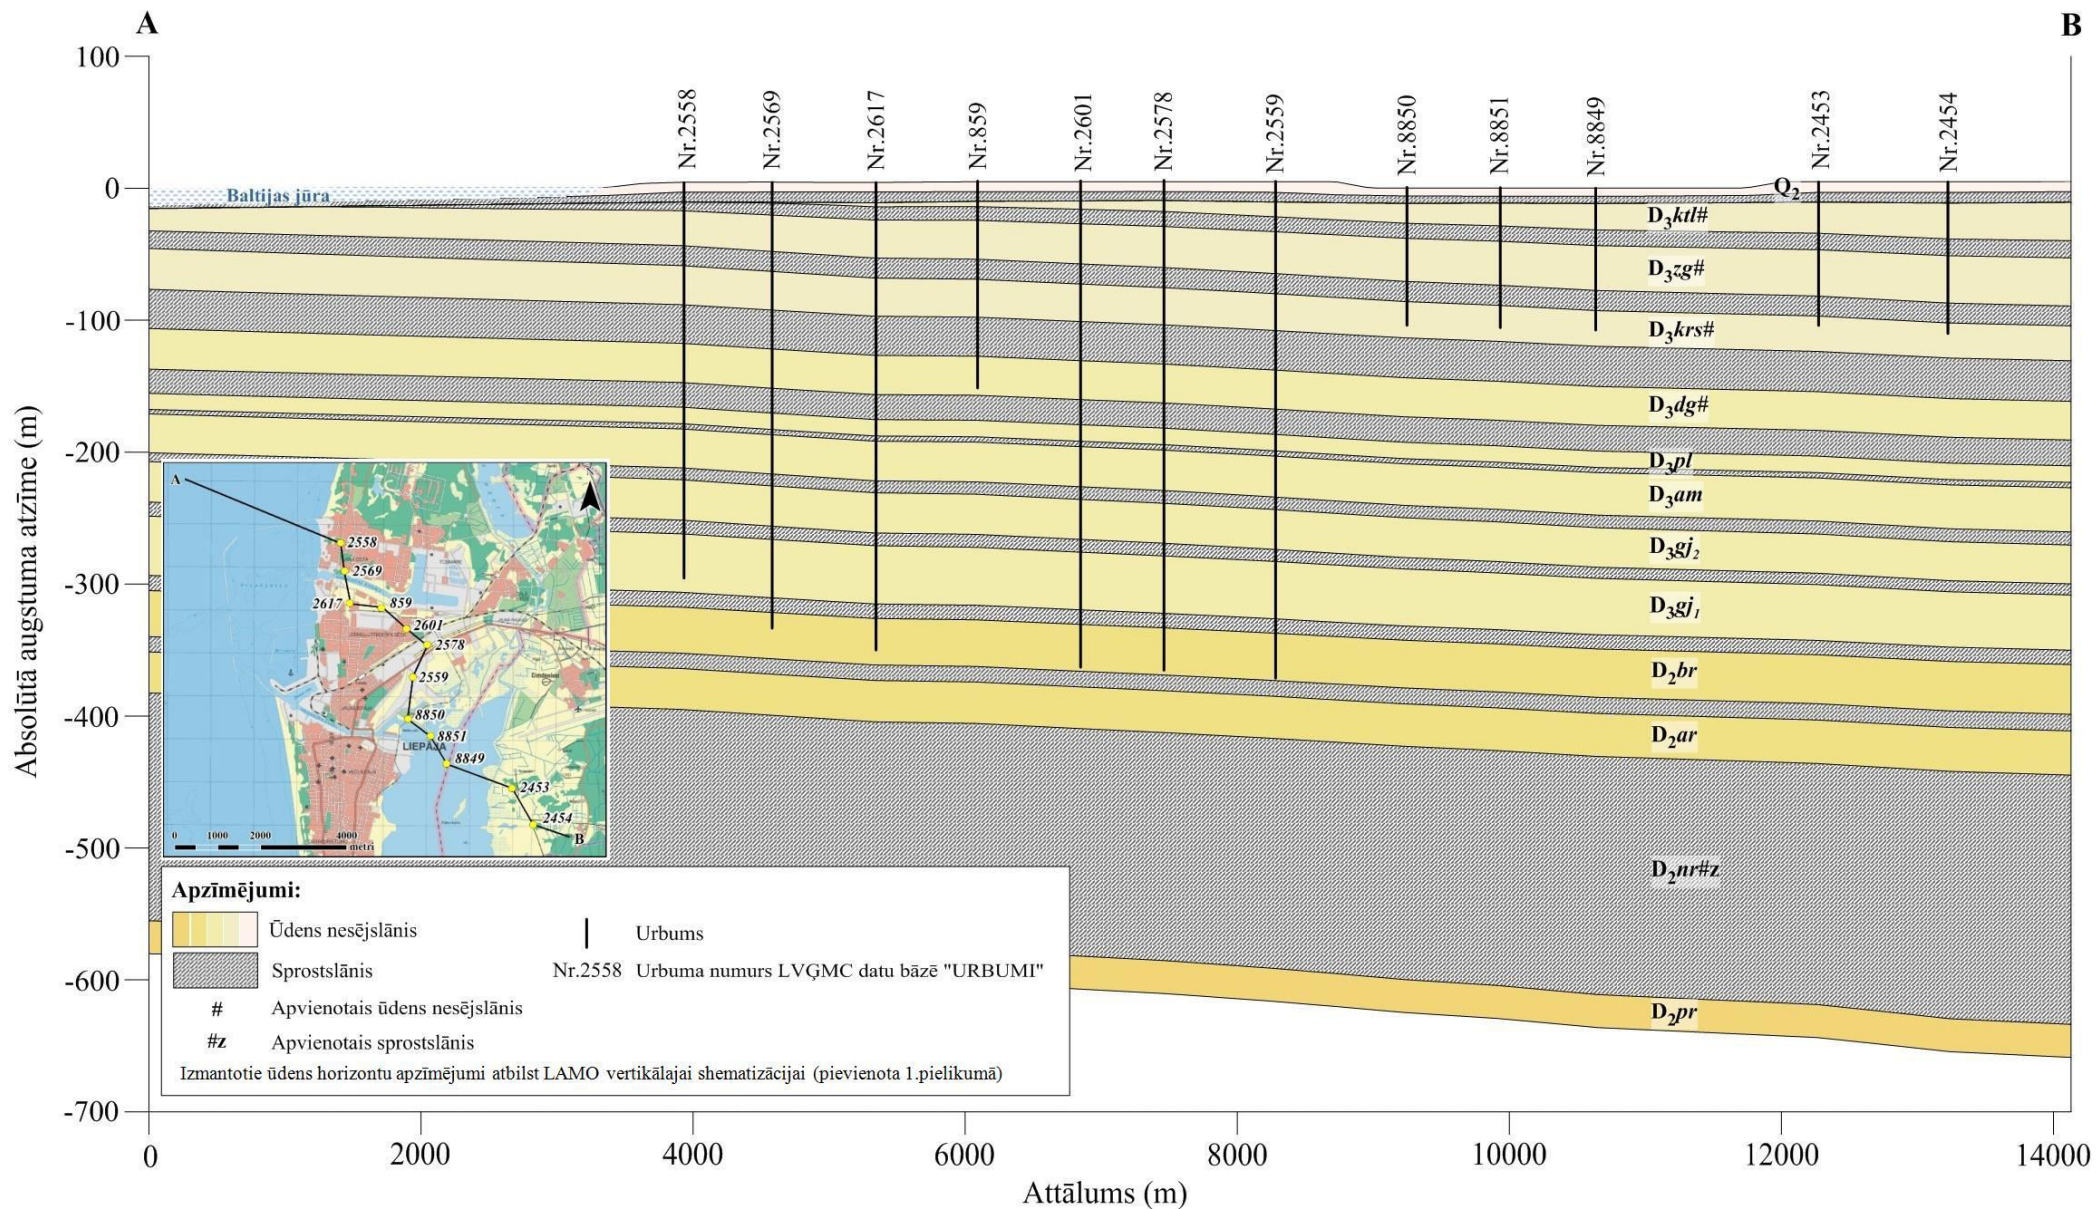 A B
100
0
-100
-200
-300
-400
-500
-600
-700
Absolūtā augstuma atzīme (m)
Nr.2558
Nr.2569
Nr.2617
Nr.859
Nr.2601
Nr.2578
Nr.2559
Nr.8850
Nr.8851
Nr.8849
Nr.2453
Nr.2454
Baltijas jūra
Q₂
D₃ktl#
D₃zg#
D₃krs#
D₃dg#
D₃pl
D₃am
D₃gj₂
D₃gj₁
D₂br
D₂ar
D₂nr#z
D₂pr
A
2558
2569
2617
859
2601
2578
2559
8850
8851
LIEPĀJA
8849
2453
2454
B
0 1000 2000 4000
metri
Apzīmējumi:
Ūdens nesējslānis
Sprostslānis
# Apvienotais ūdens nesējslānis
#z Apvienotais sprostslānis
Urbums
Nr.2558 Urbuma numurs LVĢMC datu bāzē "URBUMI"
Izmantotie ūdens horizontu apzīmējumi atbilst LAMO vertikālajai shematizācijai (pievienota 1.pielikumā)
0 2000 4000 6000 8000 10000 12000 14000
Attālums (m)